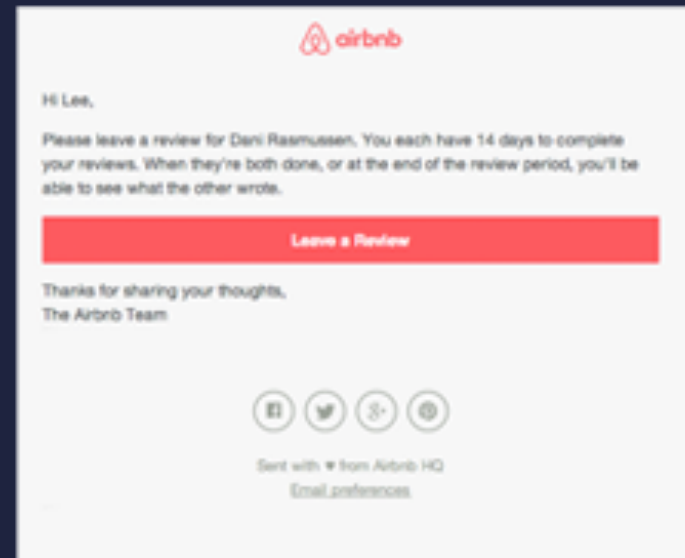 airbnb
Hi Lee,
Please leave a review for Dani Rasmussen. You each have 14 days to complete
your reviews. When they're both done, or at the end of the review period, you'll be
able to see what the other wrote.
Leave a Review
Thanks for sharing your thoughts,
The Airbnb Team
Sent with ♥ from Airbnb HQ
Email preferences